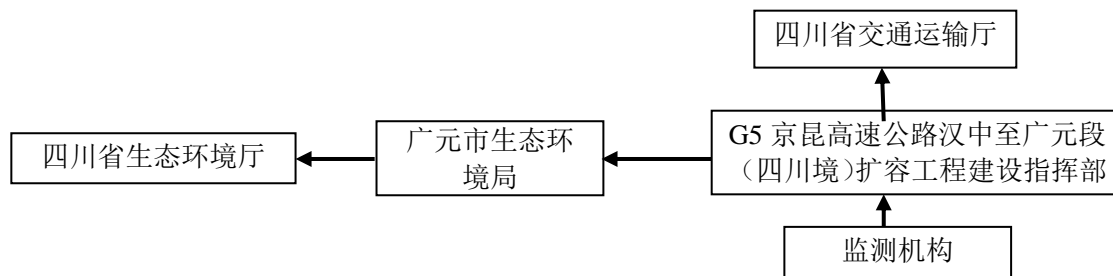 四川省交通运输厅
G5 京昆高速公路汉中至广元段
（四川境）扩容工程建设指挥部
广元市生态环
境局
四川省生态环境厅
监测机构